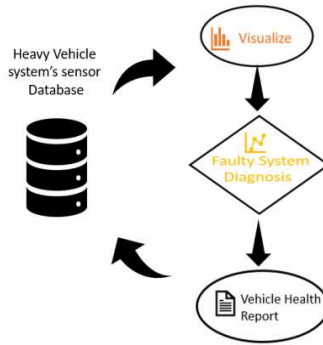 Heavy Vehicle
system's sensor
Database
Visualize
Faulty System
Diagnosis
Vehicle Health
Report